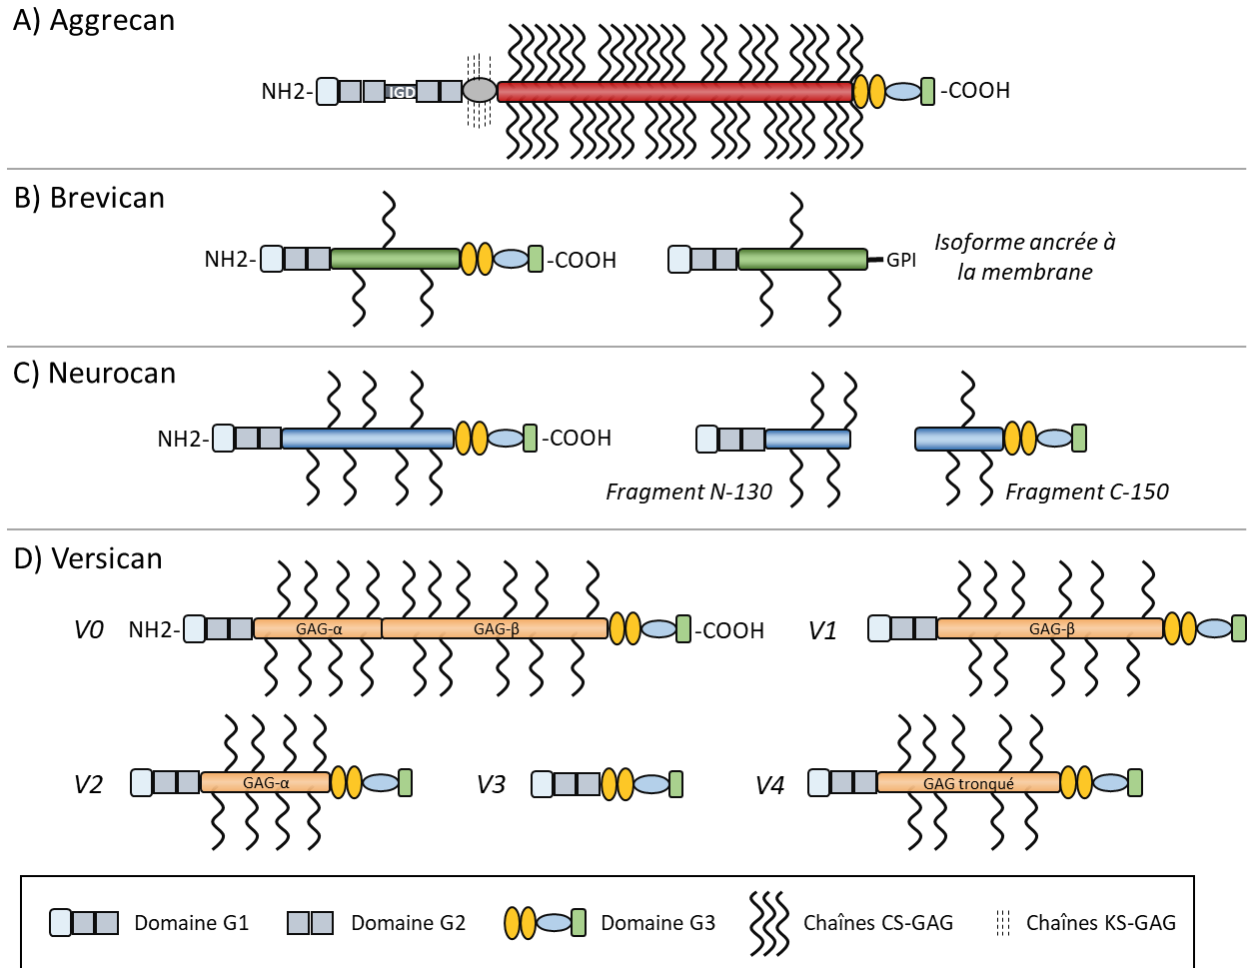 A) Aggrecan
NH2-
IGD
-COOH
B) Brevican
NH2-
-COOH
GPI
Isoforme ancrée à
la membrane
C) Neurocan
NH2-
-COOH
Fragment N-130
Fragment C-150
D) Versican
V0
NH2-
GAG-α
GAG-β
-COOH
V1
GAG-β
V2
GAG-α
V3
V4
GAG tronqué
Domaine G1
Domaine G2
Domaine G3
Chaînes CS-GAG
Chaînes KS-GAG